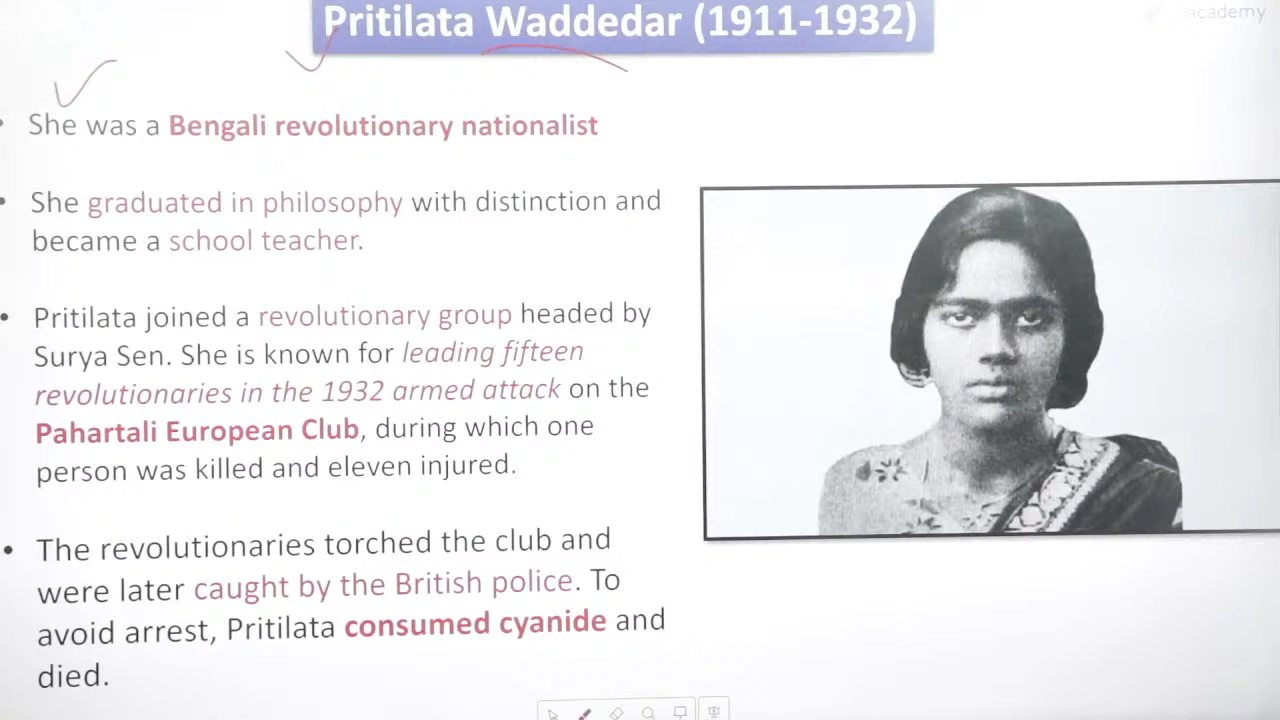 Pritilata Waddedar (1911-1932)
academy
• She was a Bengali revolutionary nationalist
• She graduated in philosophy with distinction and
became a school teacher.
• Pritilata joined a revolutionary group headed by
Surya Sen. She is known for leading fifteen
revolutionaries in the 1932 armed attack on the
Pahartali European Club, during which one
person was killed and eleven injured.
• The revolutionaries torched the club and
were later caught by the British police. To
avoid arrest, Pritilata consumed cyanide and
died.